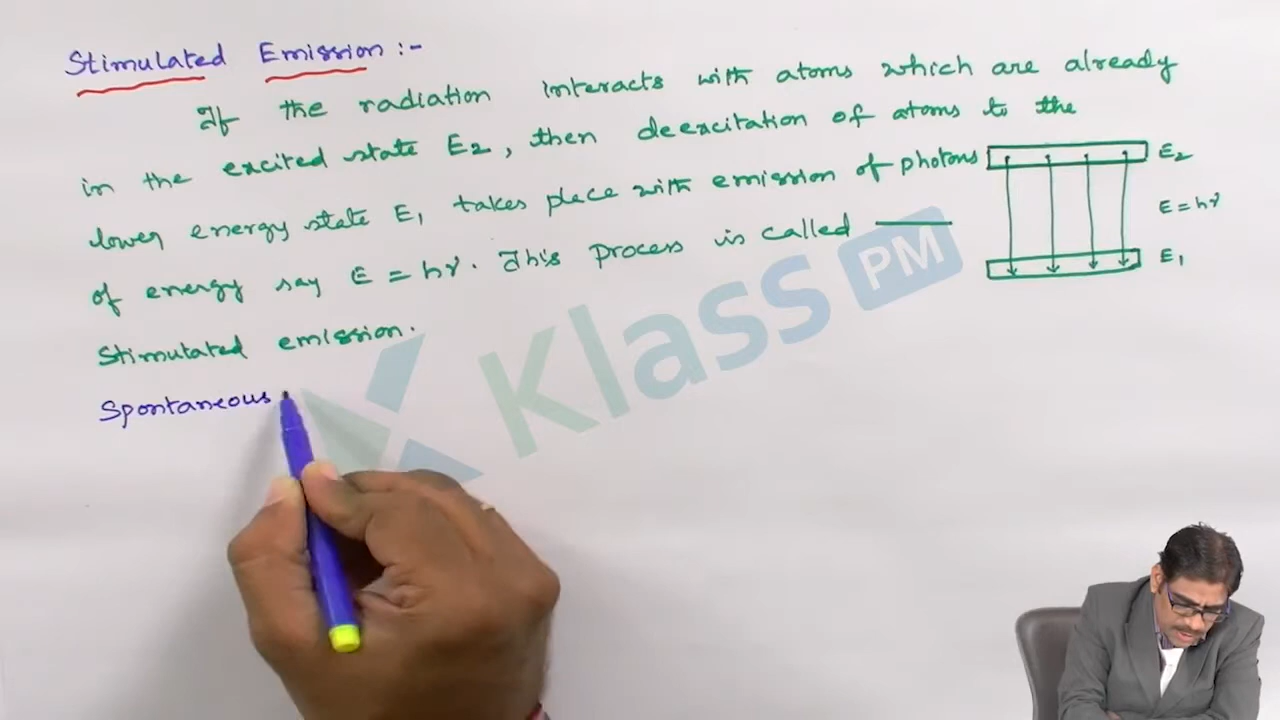 Stimulated Emission :-
If the radiation interacts with atoms which are already
in the excited state E2, then deexcitation of atoms to the
lower energy state E1 takes place with emission of photons
of energy say E = hν. This process is called
Stimulated emission.
Spontaneous
E2
E = hν
E1
Klass PM